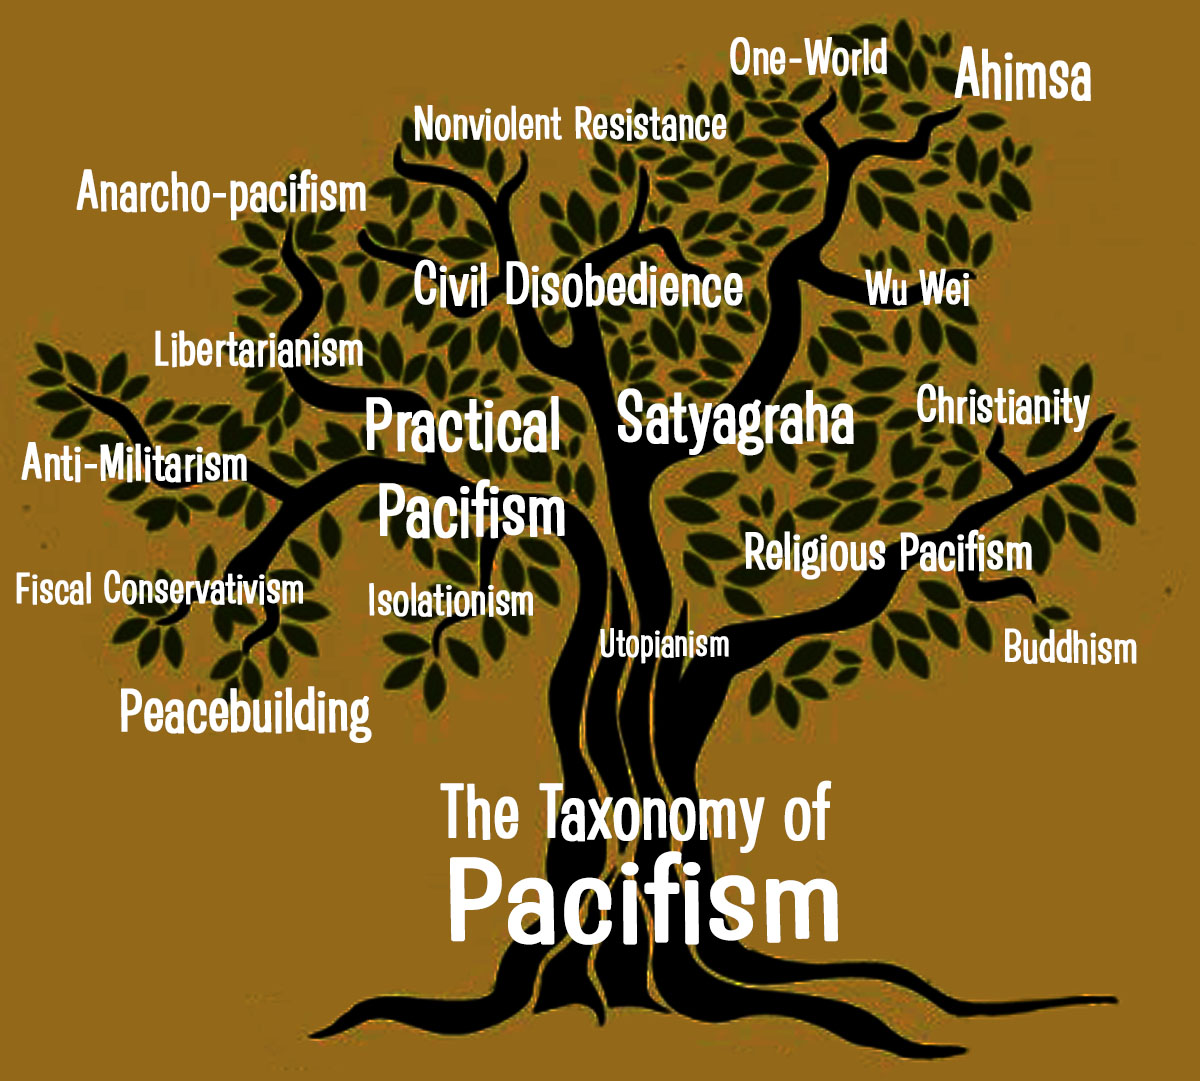 One-World
Ahimsa
Nonviolent Resistance
Anarcho-pacifism
Civil Disobedience
Wu Wei
Libertarianism
Practical
Pacifism
Satyagraha
Christianity
Anti-Militarism
Religious Pacifism
Fiscal Conservativism
Isolationism
Utopianism
Buddhism
Peacebuilding
The Taxonomy of
Pacifism